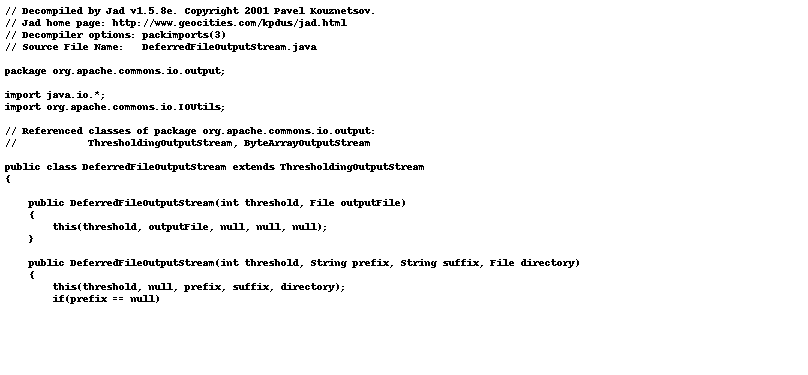 // Decompiled by Jad v1.5.8e. Copyright 2001 Pavel Kouznetsov.
// Jad home page: http://www.geocities.com/kpdus/jad.html
// Decompiler options: packimports(3)
// Source File Name:   DeferredFileOutputStream.java

package org.apache.commons.io.output;

import java.io.*;
import org.apache.commons.io.IOUtils;

// Referenced classes of package org.apache.commons.io.output:
//            ThresholdingOutputStream, ByteArrayOutputStream

public class DeferredFileOutputStream extends ThresholdingOutputStream
{

    public DeferredFileOutputStream(int threshold, File outputFile)
    {
        this(threshold, outputFile, null, null, null);
    }

    public DeferredFileOutputStream(int threshold, String prefix, String suffix, File directory)
    {
        this(threshold, null, prefix, suffix, directory);
        if(prefix == null)